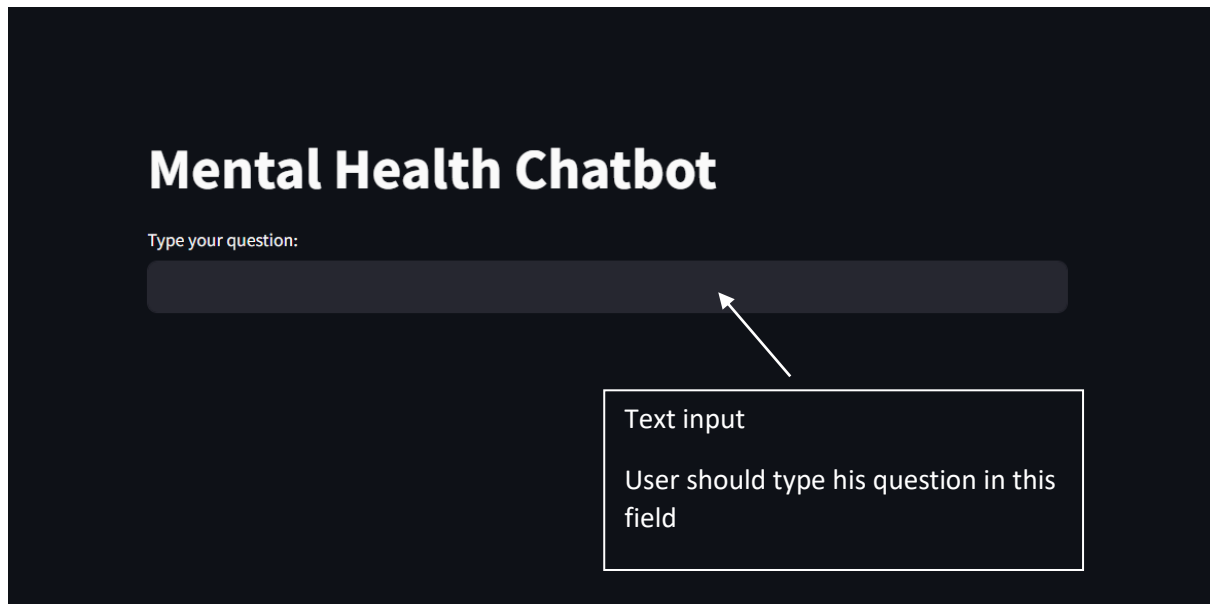 Mental Health Chatbot
Type your question:
Text input
User should type his question in this
field